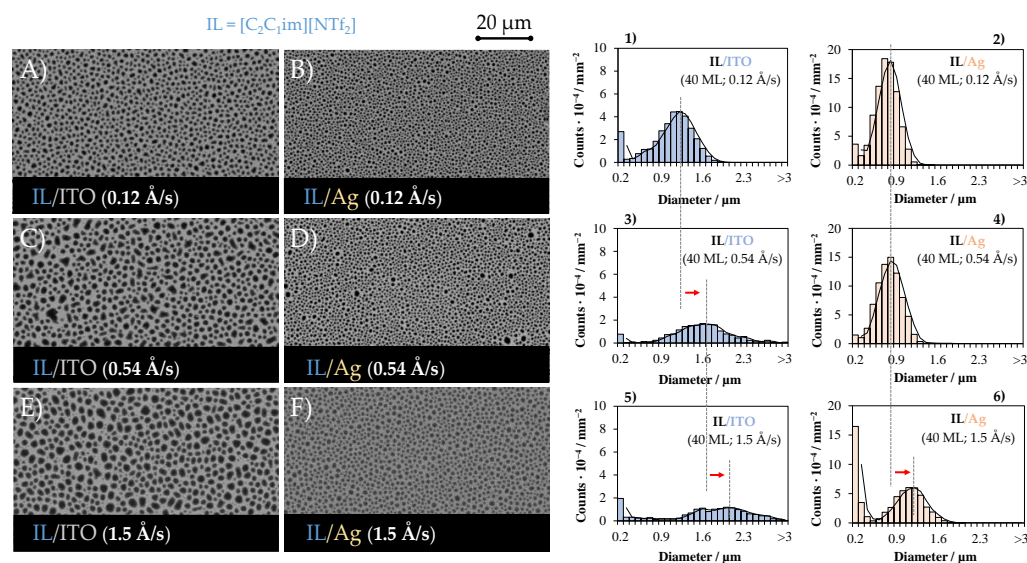 IL = [C₂C₁im][NTf₂]
20 µm
A)
IL/ITO (0.12 Å/s)
B)
IL/Ag (0.12 Å/s)
C)
IL/ITO (0.54 Å/s)
D)
IL/Ag (0.54 Å/s)
E)
IL/ITO (1.5 Å/s)
F)
IL/Ag (1.5 Å/s)
1)
IL/ITO
(40 ML; 0.12 Å/s)
Counts · 10⁻⁴ / mm⁻²
10
8
6
4
2
0
0.2 0.9 1.6 2.3 >3
Diameter / µm
2)
IL/Ag
(40 ML; 0.12 Å/s)
Counts · 10⁻⁴ / mm⁻²
20
15
10
5
0
0.2 0.9 1.6 2.3 >3
Diameter / µm
3)
IL/ITO
(40 ML; 0.54 Å/s)
Counts · 10⁻⁴ / mm⁻²
10
8
6
4
2
0
0.2 0.9 1.6 2.3 >3
Diameter / µm
4)
IL/Ag
(40 ML; 0.54 Å/s)
Counts · 10⁻⁴ / mm⁻²
20
15
10
5
0
0.2 0.9 1.6 2.3 >3
Diameter / µm
5)
IL/ITO
(40 ML; 1.5 Å/s)
Counts · 10⁻⁴ / mm⁻²
10
8
6
4
2
0
0.2 0.9 1.6 2.3 >3
Diameter / µm
6)
IL/Ag
(40 ML; 1.5 Å/s)
Counts · 10⁻⁴ / mm⁻²
20
15
10
5
0
0.2 0.9 1.6 2.3 >3
Diameter / µm